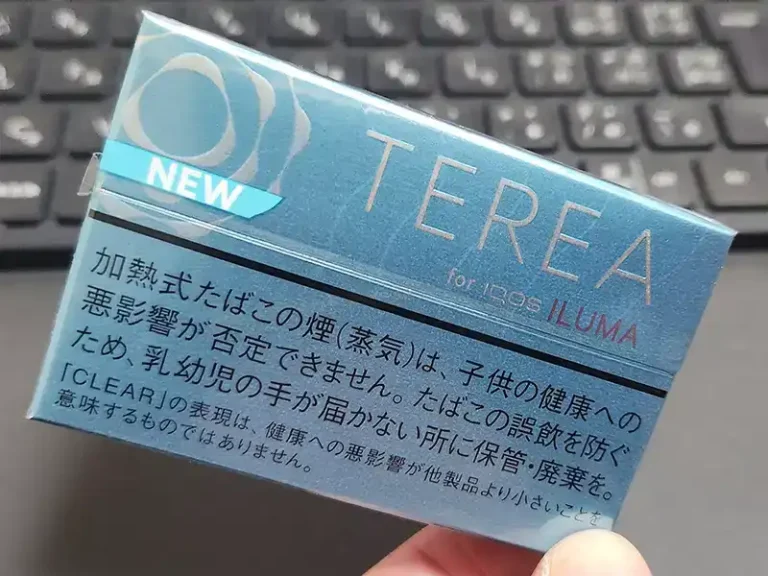 NEW
TEREA
for IQOS ILUMA
加熱式たばこの煙(蒸気)は、子供の健康への
悪影響が否定できません。たばこの誤飲を防ぐ
ため、乳幼児の手が届かない所に保管・廃棄を。
「CLEAR」の表現は、健康への悪影響が他製品より小さいことを
意味するものではありません。